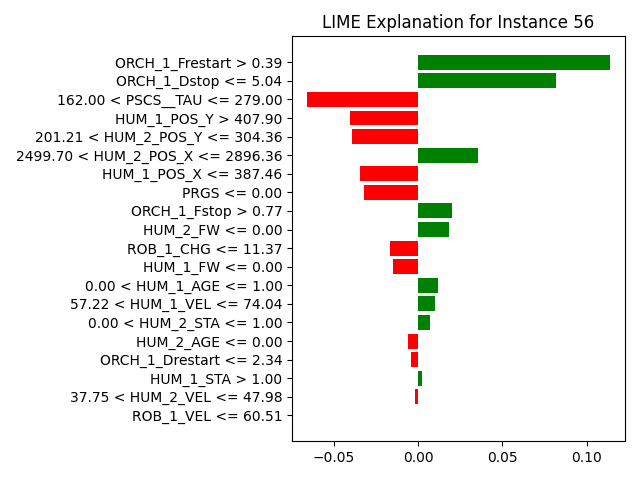 LIME Explanation for Instance 56
ORCH_1_Frestart > 0.39
ORCH_1_Dstop <= 5.04
162.00 < PSCS__TAU <= 279.00
HUM_1_POS_Y > 407.90
201.21 < HUM_2_POS_Y <= 304.36
2499.70 < HUM_2_POS_X <= 2896.36
HUM_1_POS_X <= 387.46
PRGS <= 0.00
ORCH_1_Fstop > 0.77
HUM_2_FW <= 0.00
ROB_1_CHG <= 11.37
HUM_1_FW <= 0.00
0.00 < HUM_1_AGE <= 1.00
57.22 < HUM_1_VEL <= 74.04
0.00 < HUM_2_STA <= 1.00
HUM_2_AGE <= 0.00
ORCH_1_Drestart <= 2.34
HUM_1_STA > 1.00
37.75 < HUM_2_VEL <= 47.98
ROB_1_VEL <= 60.51
−0.05 0.00 0.05 0.10